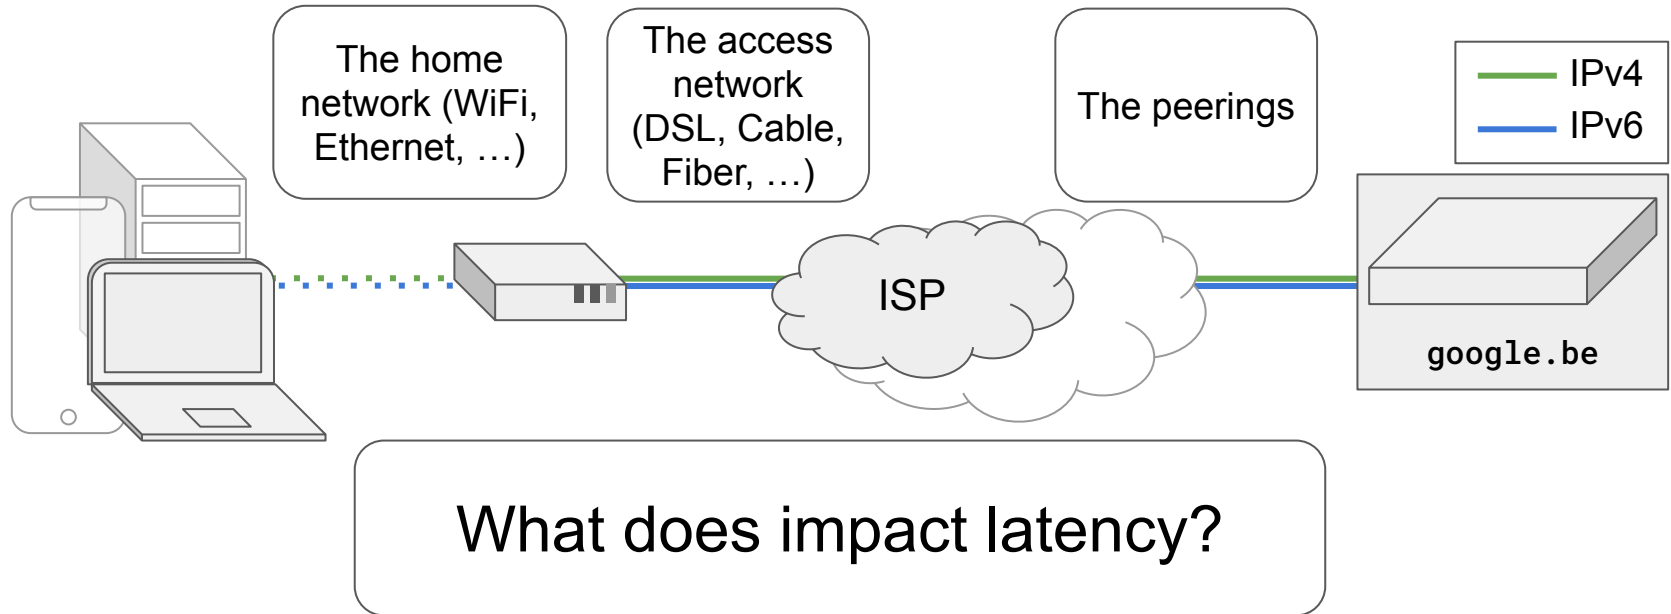 The home
network (WiFi,
Ethernet, …)
The access
network
(DSL, Cable,
Fiber, …)
The peerings
IPv4
IPv6
ISP
google.be
What does impact latency?